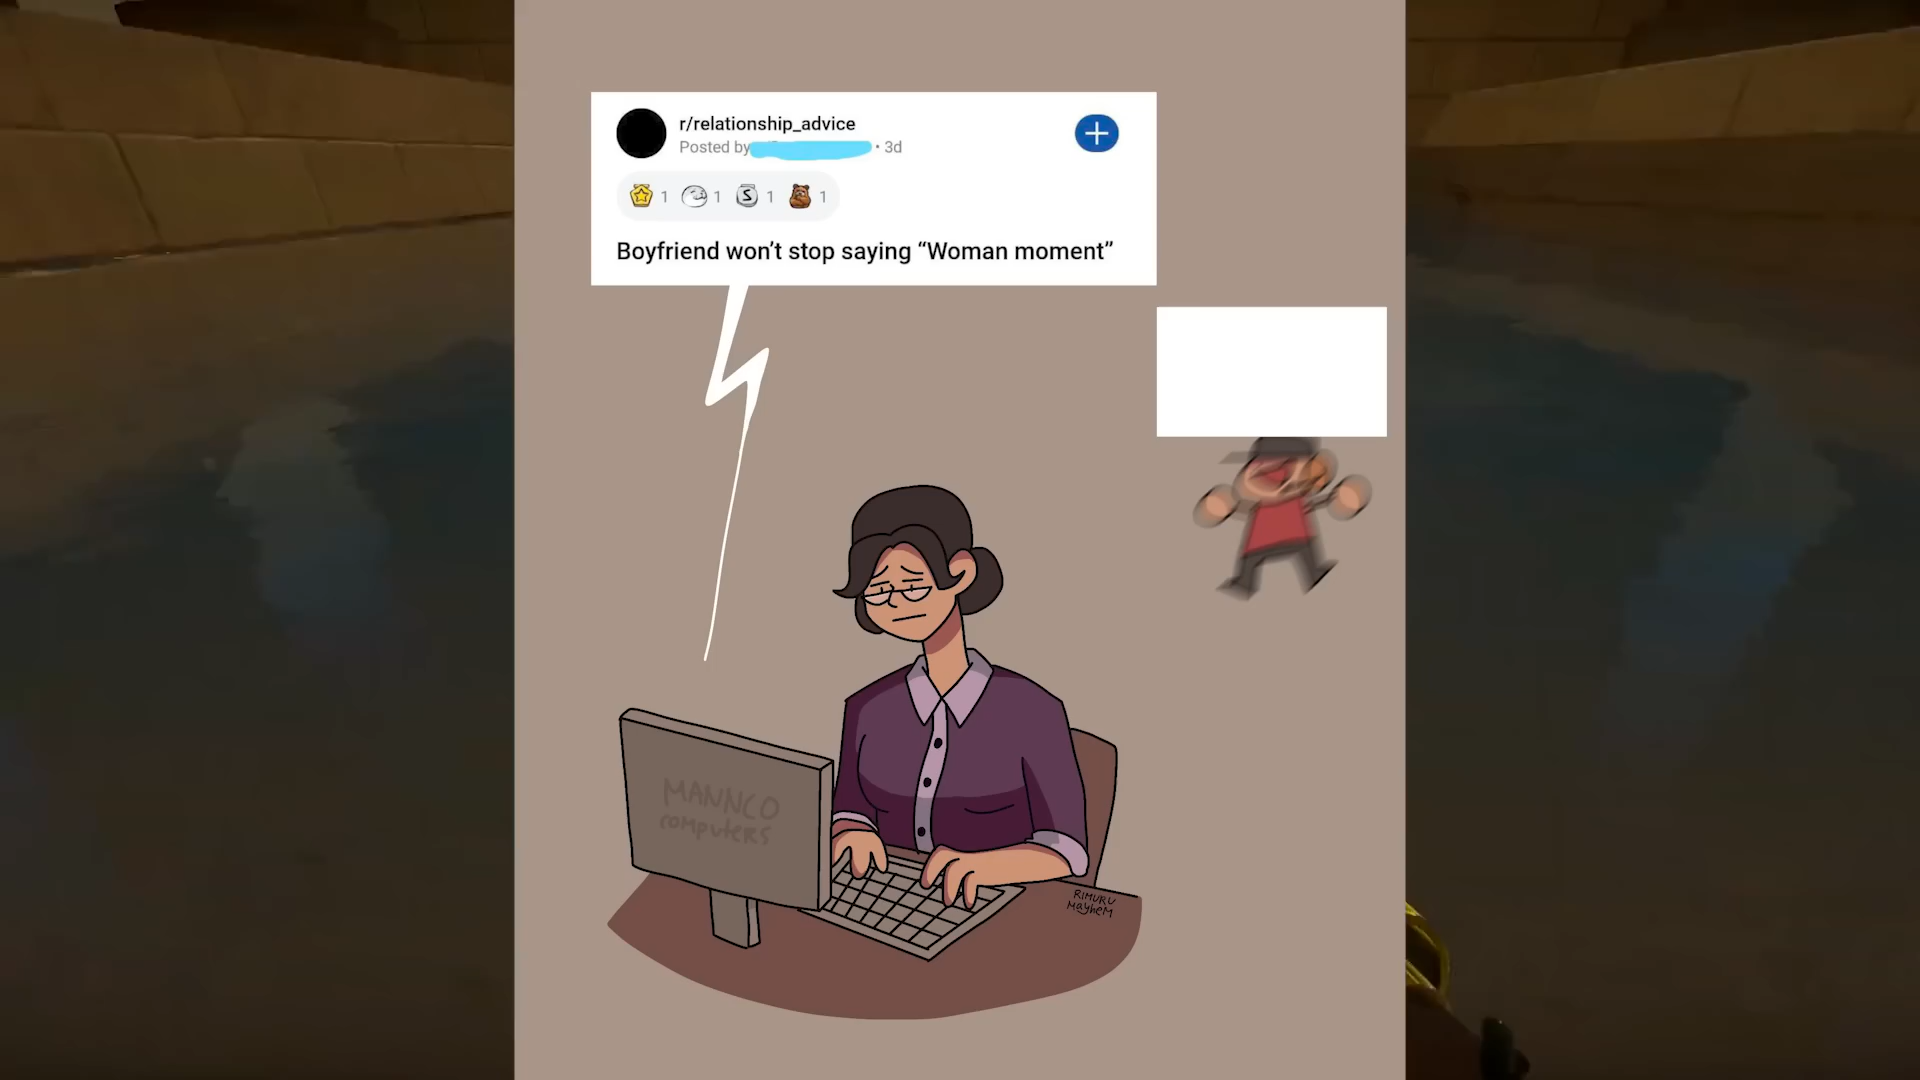 r/relationship_advice
Posted by • 3d
1 1 S 1 1
Boyfriend won’t stop saying “Woman moment”
MANNCO
computers
RIMURU
MayheM